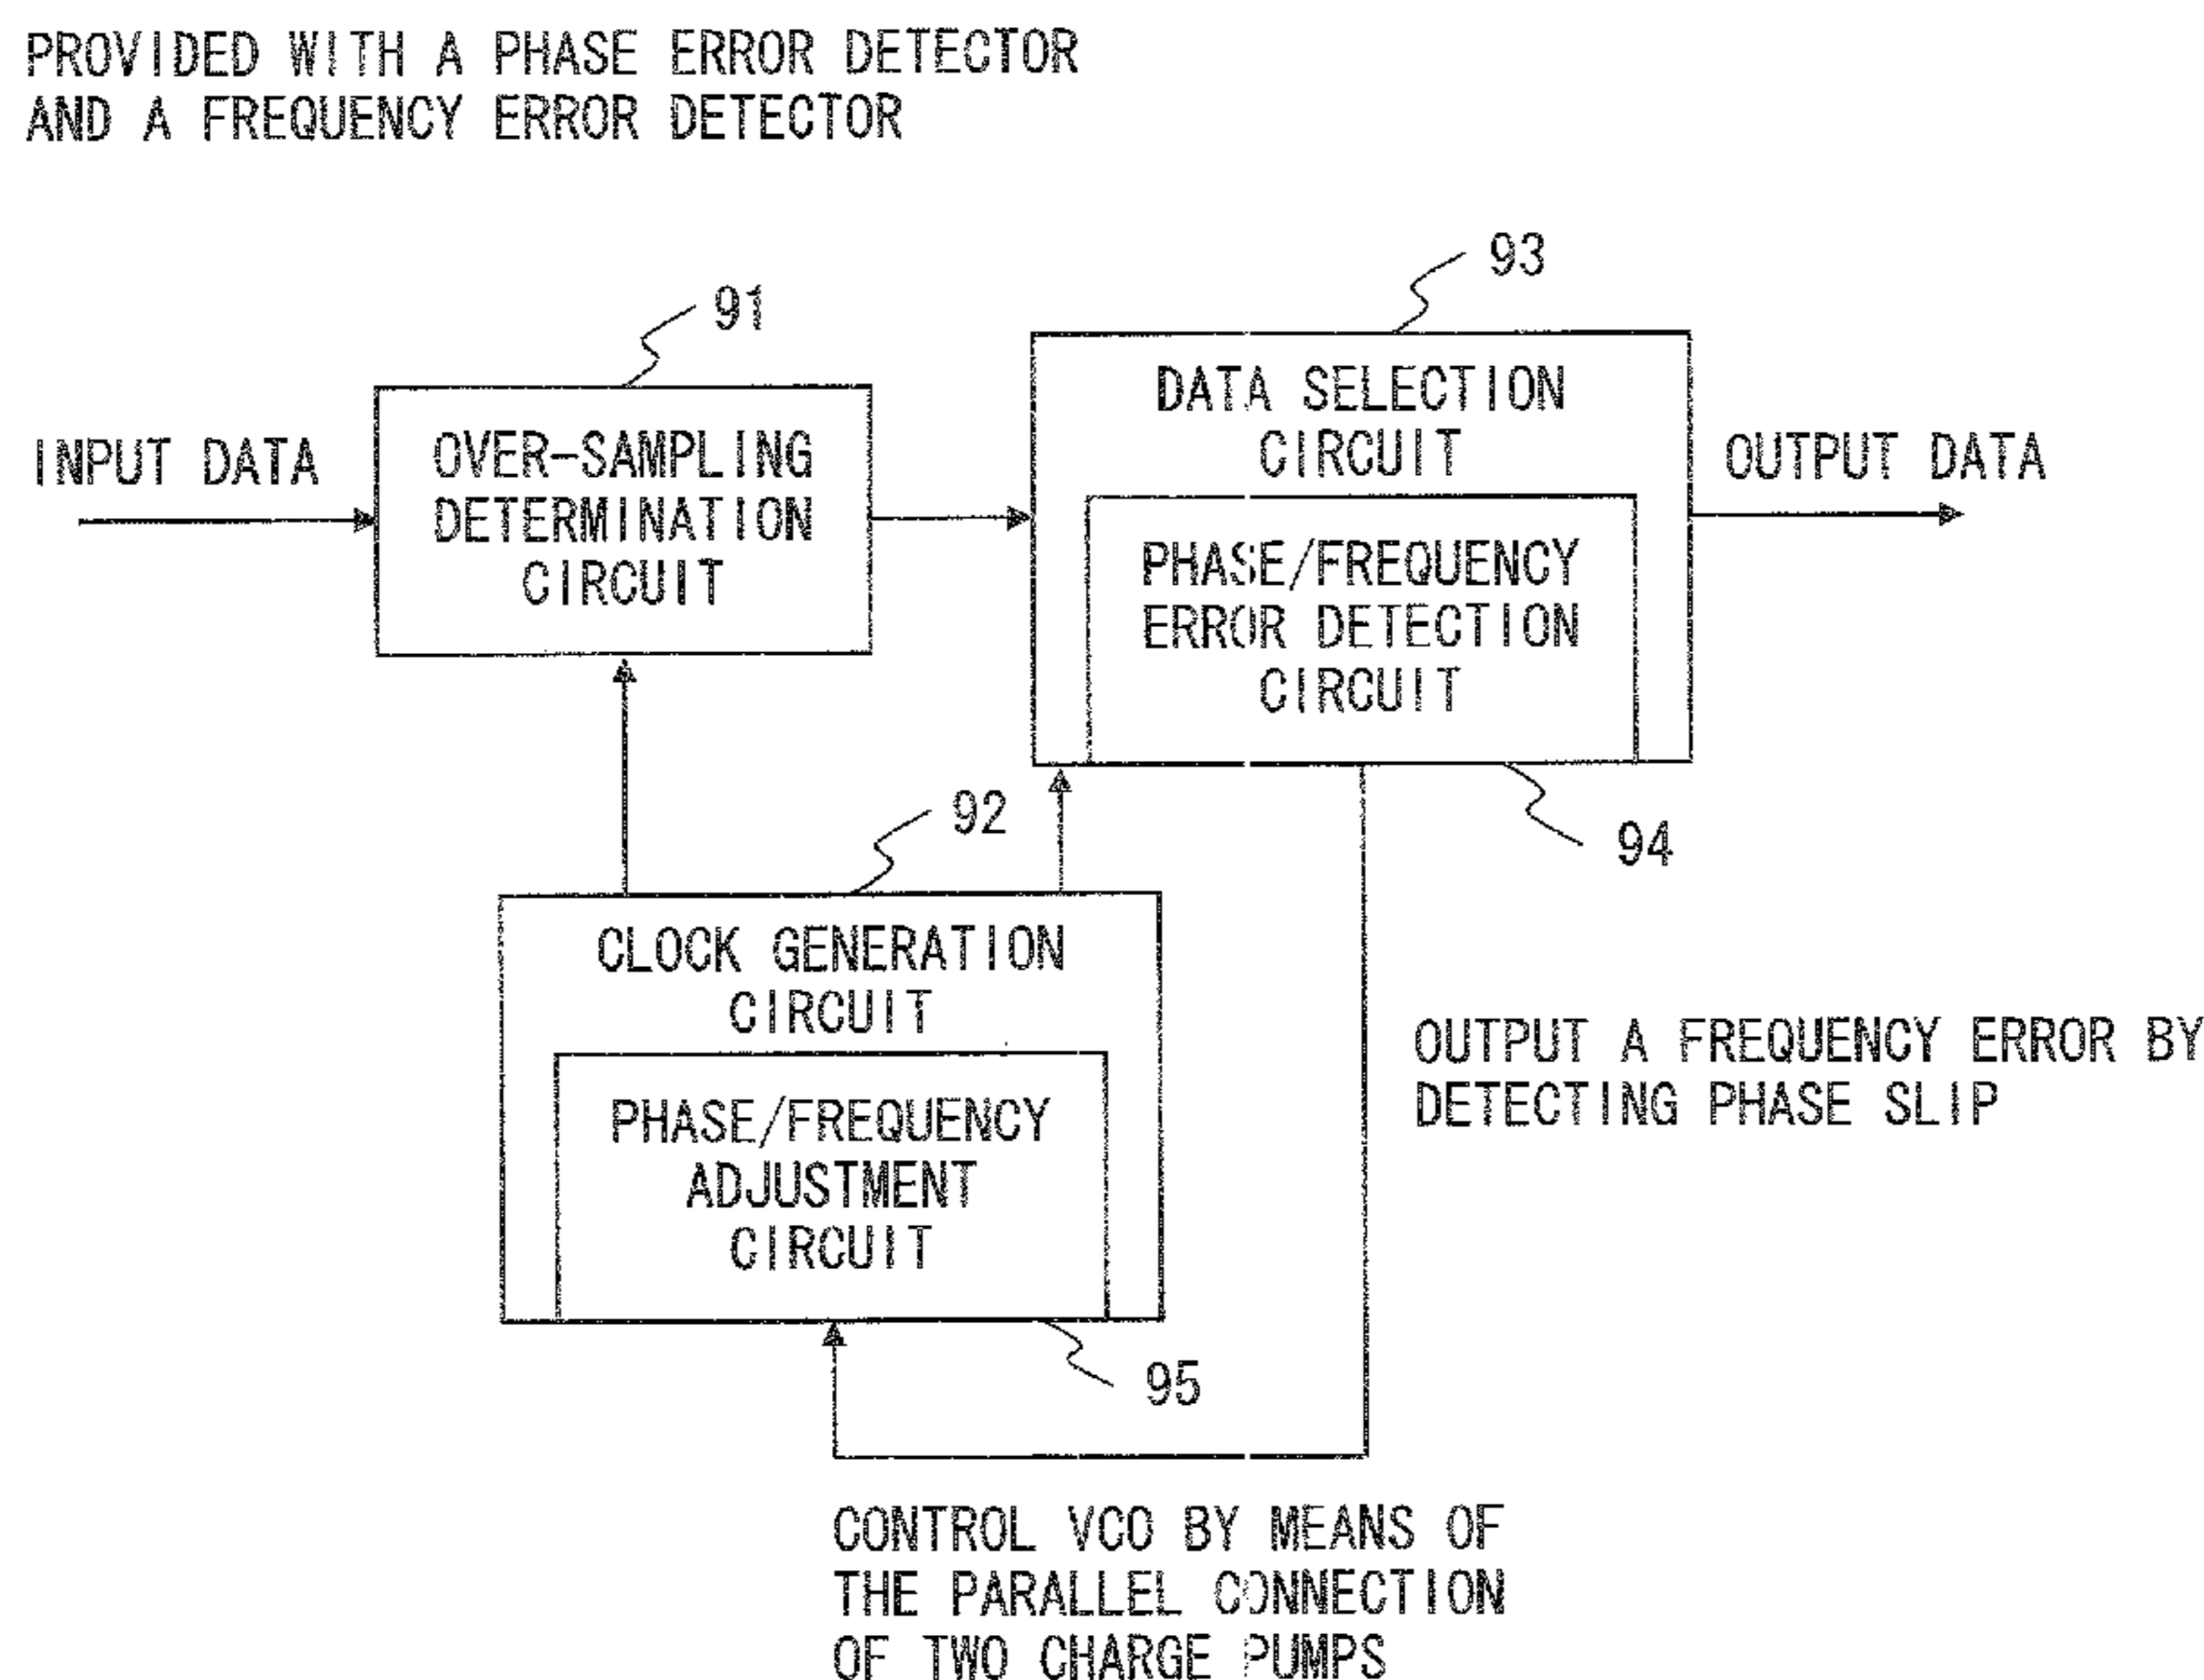 PROVIDED WITH A PHASE ERROR DETECTOR
AND A FREQUENCY ERROR DETECTOR
93
91
DATA SELECTION
CIRCUIT
INPUT DATA
OVER-SAMPLING
DETERMINATION
CIRCUIT
OUTPUT DATA
PHASE/FREQUENCY
ERROR DETECTION
CIRCUIT
92
94
CLOCK GENERATION
CIRCUIT
OUTPUT A FREQUENCY ERROR BY
DETECTING PHASE SLIP
PHASE/FREQUENCY
ADJUSTMENT
CIRCUIT
95
CONTROL VCO BY MEANS OF
THE PARALLEL CONNECTION
OF TWO CHARGE PUMPS